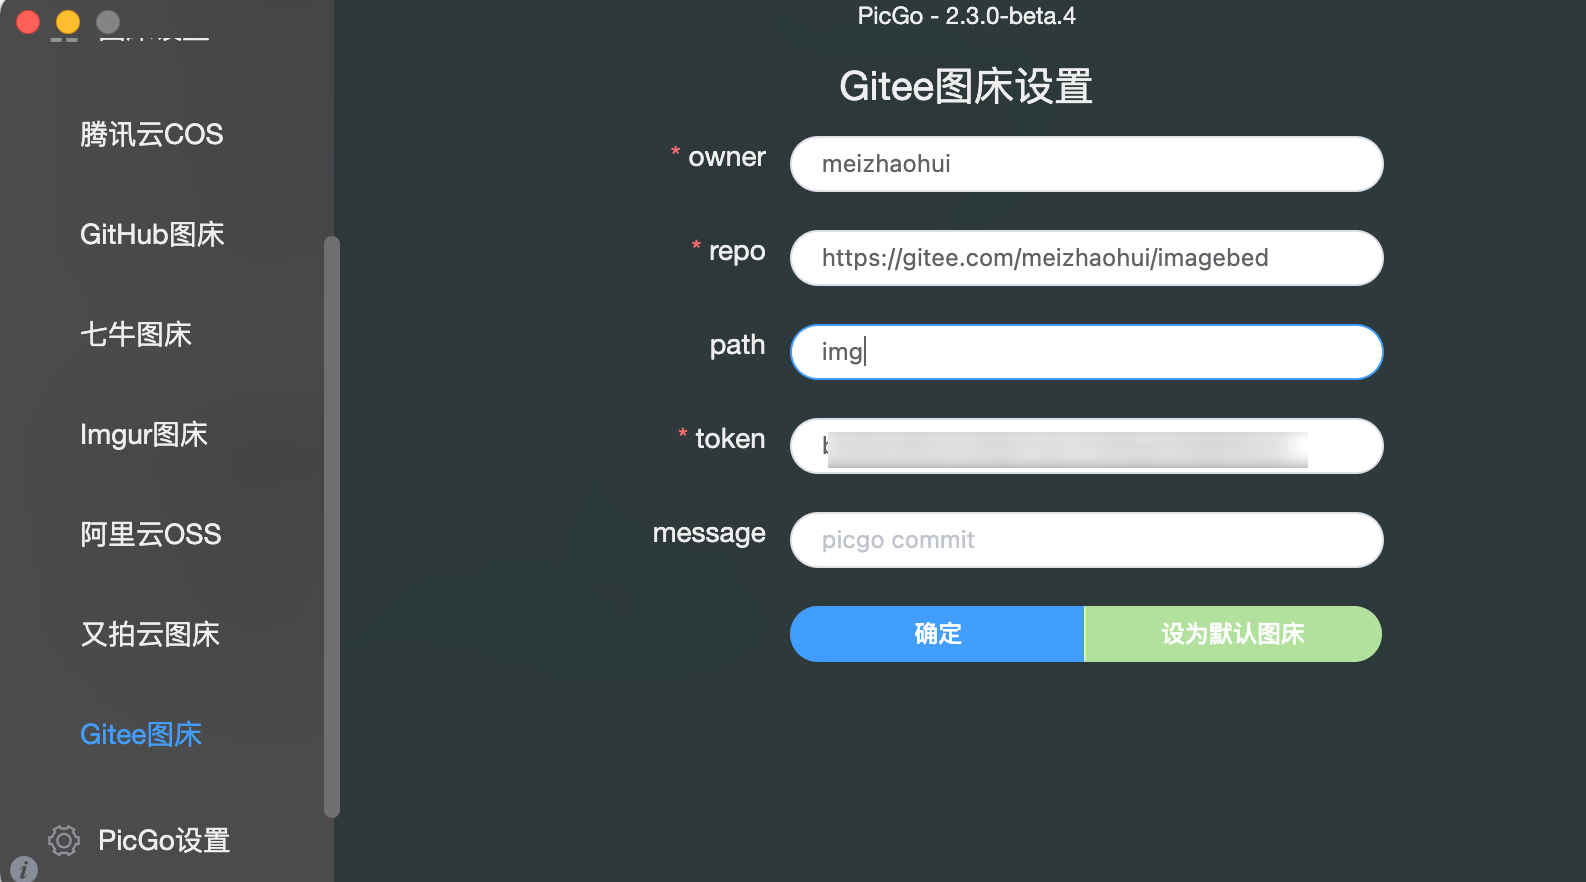 PicGo - 2.3.0-beta.4
腾讯云COS
GitHub图床
七牛图床
Imgur图床
阿里云OSS
又拍云图床
Gitee图床
PicGo设置
Gitee图床设置
* owner
meizhaohui
* repo
https://gitee.com/meizhaohui/imagebed
path
img
* token
message
picgo commit
确定
设为默认图床